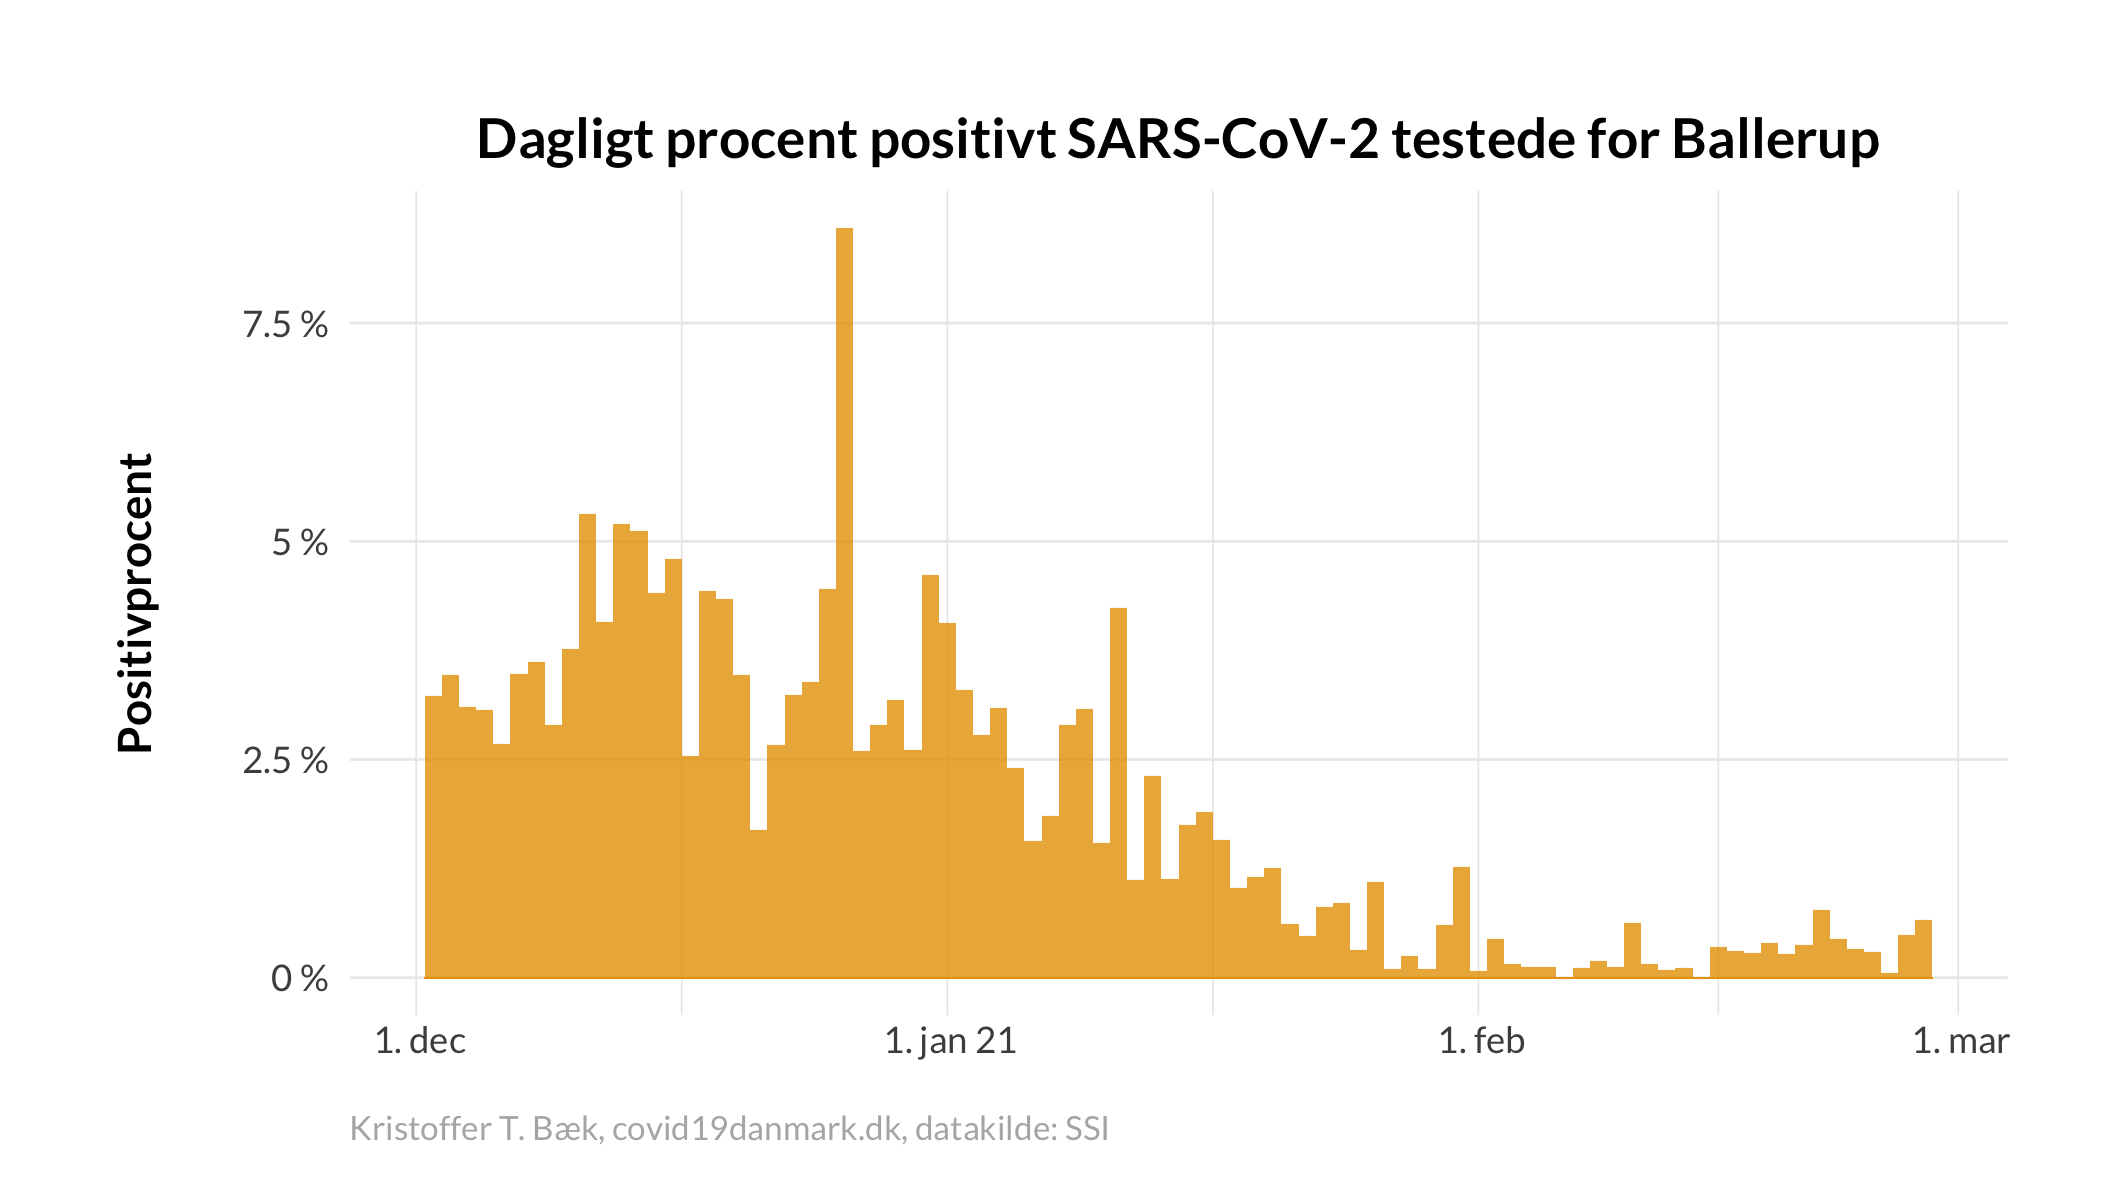 Dagligt procent positivt SARS-CoV-2 testede for Ballerup
Positivprocent
7.5 %
5 %
2.5 %
0 %
1. dec
1. jan 21
1. feb
1. mar
Kristoffer T. Bæk, covid19danmark.dk, datakilde: SSI